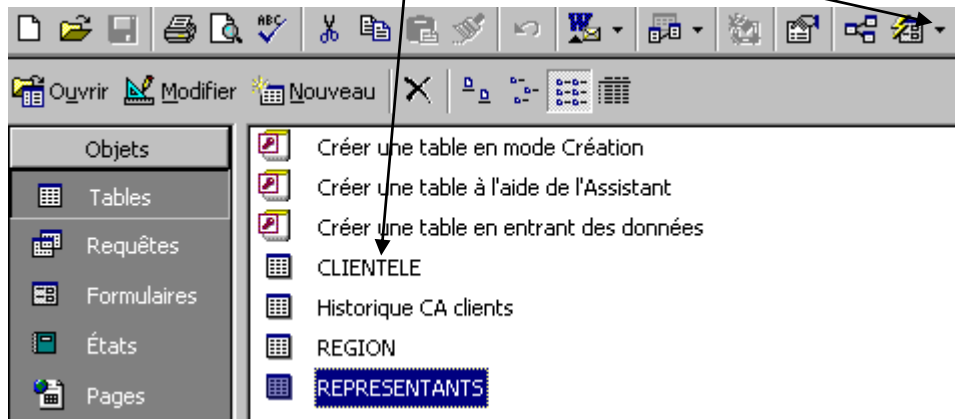 ABC W
Ouvrir Modifier Nouveau
Objets
Tables
Requêtes
Formulaires
États
Pages
Créer une table en mode Création
Créer une table à l'aide de l'Assistant
Créer une table en entrant des données
CLIENTELE
Historique CA clients
REGION
REPRESENTANTS